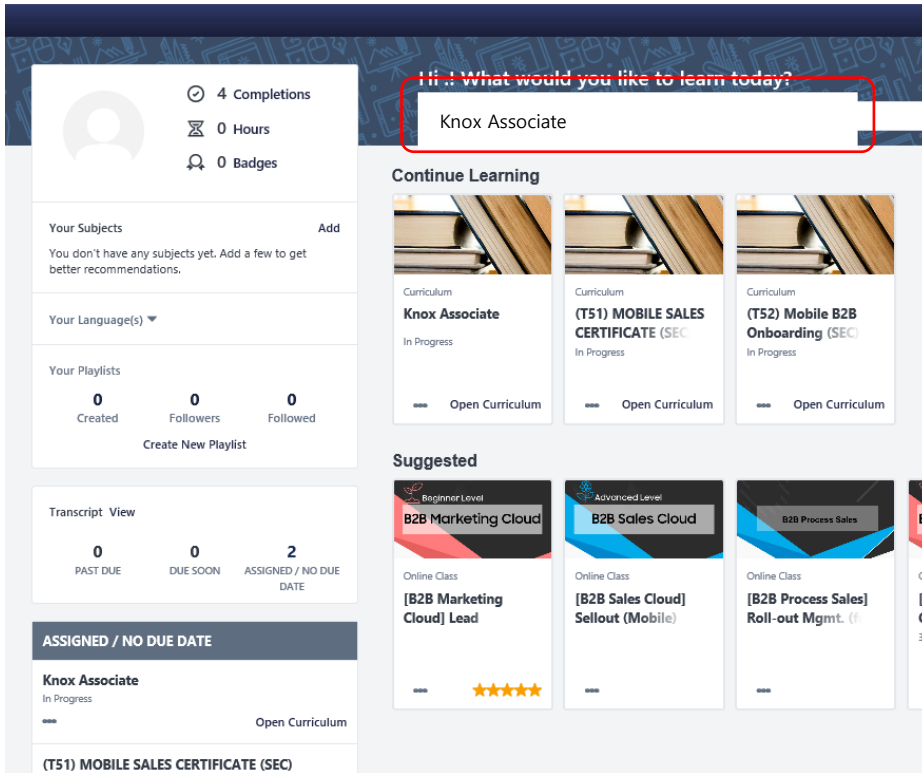 Hi .! What would you like to learn today?
Knox Associate
4 Completions
0 Hours
0 Badges
Your Subjects Add
You don't have any subjects yet. Add a few to get
better recommendations.
Your Language(s)
Your Playlists
0 0 0
Created Followers Followed
Create New Playlist
Transcript View
0 0 2
PAST DUE DUE SOON ASSIGNED / NO DUE
DATE
ASSIGNED / NO DUE DATE
Knox Associate
In Progress
Open Curriculum
(T51) MOBILE SALES CERTIFICATE (SEC)
Continue Learning
Curriculum
Knox Associate
In Progress
Open Curriculum
Curriculum
(T51) MOBILE SALES
CERTIFICATE (SEC
In Progress
Open Curriculum
Curriculum
(T52) Mobile B2B
Onboarding (SEC)
In Progress
Open Curriculum
Suggested
Beginner Level
B2B Marketing Cloud
Online Class
[B2B Marketing
Cloud] Lead
Advanced Level
B2B Sales Cloud
Online Class
[B2B Sales Cloud]
Sellout (Mobile)
B2B Process Sales
Online Class
[B2B Process Sales]
Roll-out Mgmt.